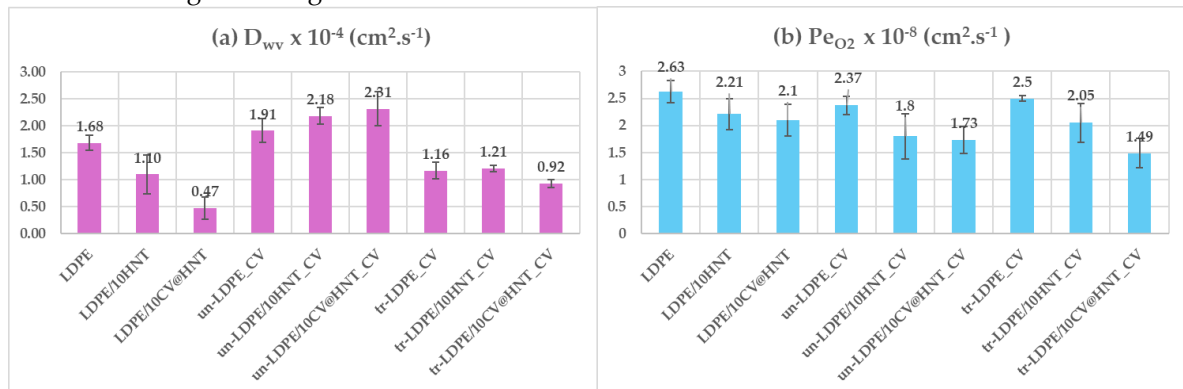 (a) D_wv x 10⁻⁴ (cm².s⁻¹)
3.00
2.50
2.00
1.50
1.00
0.50
0.00
1.68
1.10
0.47
1.91
2.18
2.31
1.16
1.21
0.92
LDPE
LDPE/10HNT
LDPE/10CV@HNT
un-LDPE_CV
un-LDPE/10HNT_CV
un-LDPE/10CV@HNT_CV
tr-LDPE_CV
tr-LDPE/10HNT_CV
tr-LDPE/10CV@HNT_CV
(b) Pe_O2 x 10⁻⁸ (cm².s⁻¹ )
3
2.5
2
1.5
1
0.5
0
2.63
2.21
2.1
2.37
1.8
1.73
2.5
2.05
1.49
LDPE
LDPE/10HNT
LDPE/10CV@HNT
un-LDPE_CV
un-LDPE/10HNT_CV
un-LDPE/10CV@HNT_CV
tr-LDPE_CV
tr-LDPE/10HNT_CV
tr-LDPE/10CV@HNT_CV